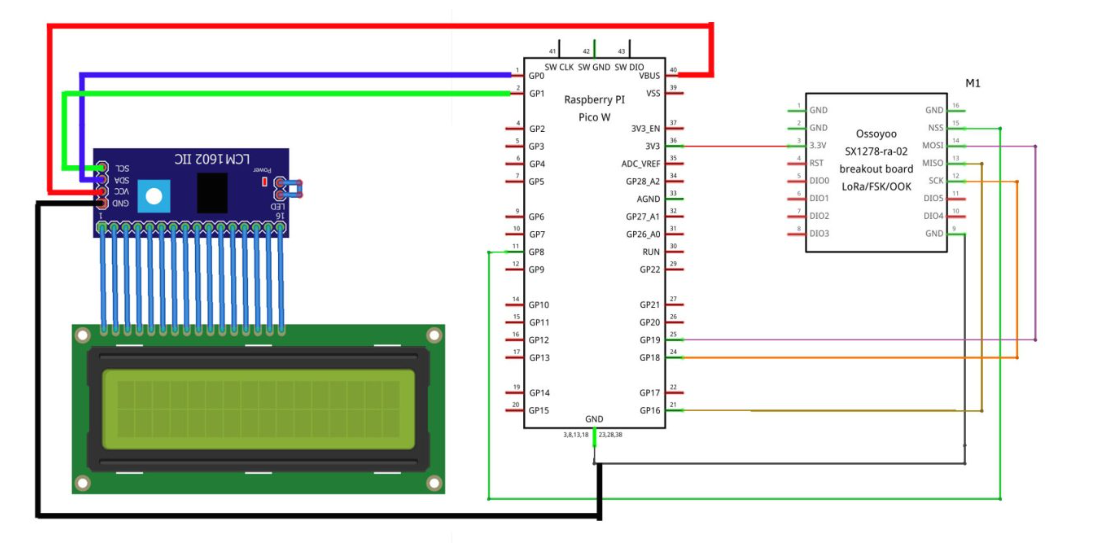 41 42 43
SW CLK SW GND SW DIO
1 GP0 VBUS 40
2 GP1 VSS 39
Raspberry PI
Pico W
4 GP2 3V3_EN 37
5 GP3 3V3 36
6 GP4 ADC_VREF 35
7 GP5 GP28_A2 34
AGND 33
9 GP6 GP27_A1 32
10 GP7 GP26_A0 31
11 GP8 RUN 30
12 GP9 GP22 29
14 GP10 GP21 27
15 GP11 GP20 26
16 GP12 GP19 25
17 GP13 GP18 24
19 GP14 GP17 22
20 GP15 GP16 21
GND
3,8,13,18 23,28,38
M1
1 GND GND 16
2 GND NSS 15
3 3.3V MOSI 14
4 RST MISO 13
5 DIO0 SCK 12
6 DIO1 DIO5 11
7 DIO2 DIO4 10
8 DIO3 GND 9
Ossoyoo
SX1278-ra-02
breakout board
LoRa/FSK/OOK
LCM1602 IIC
SCL
SDA
VCC
GND
Power
LED
1 16